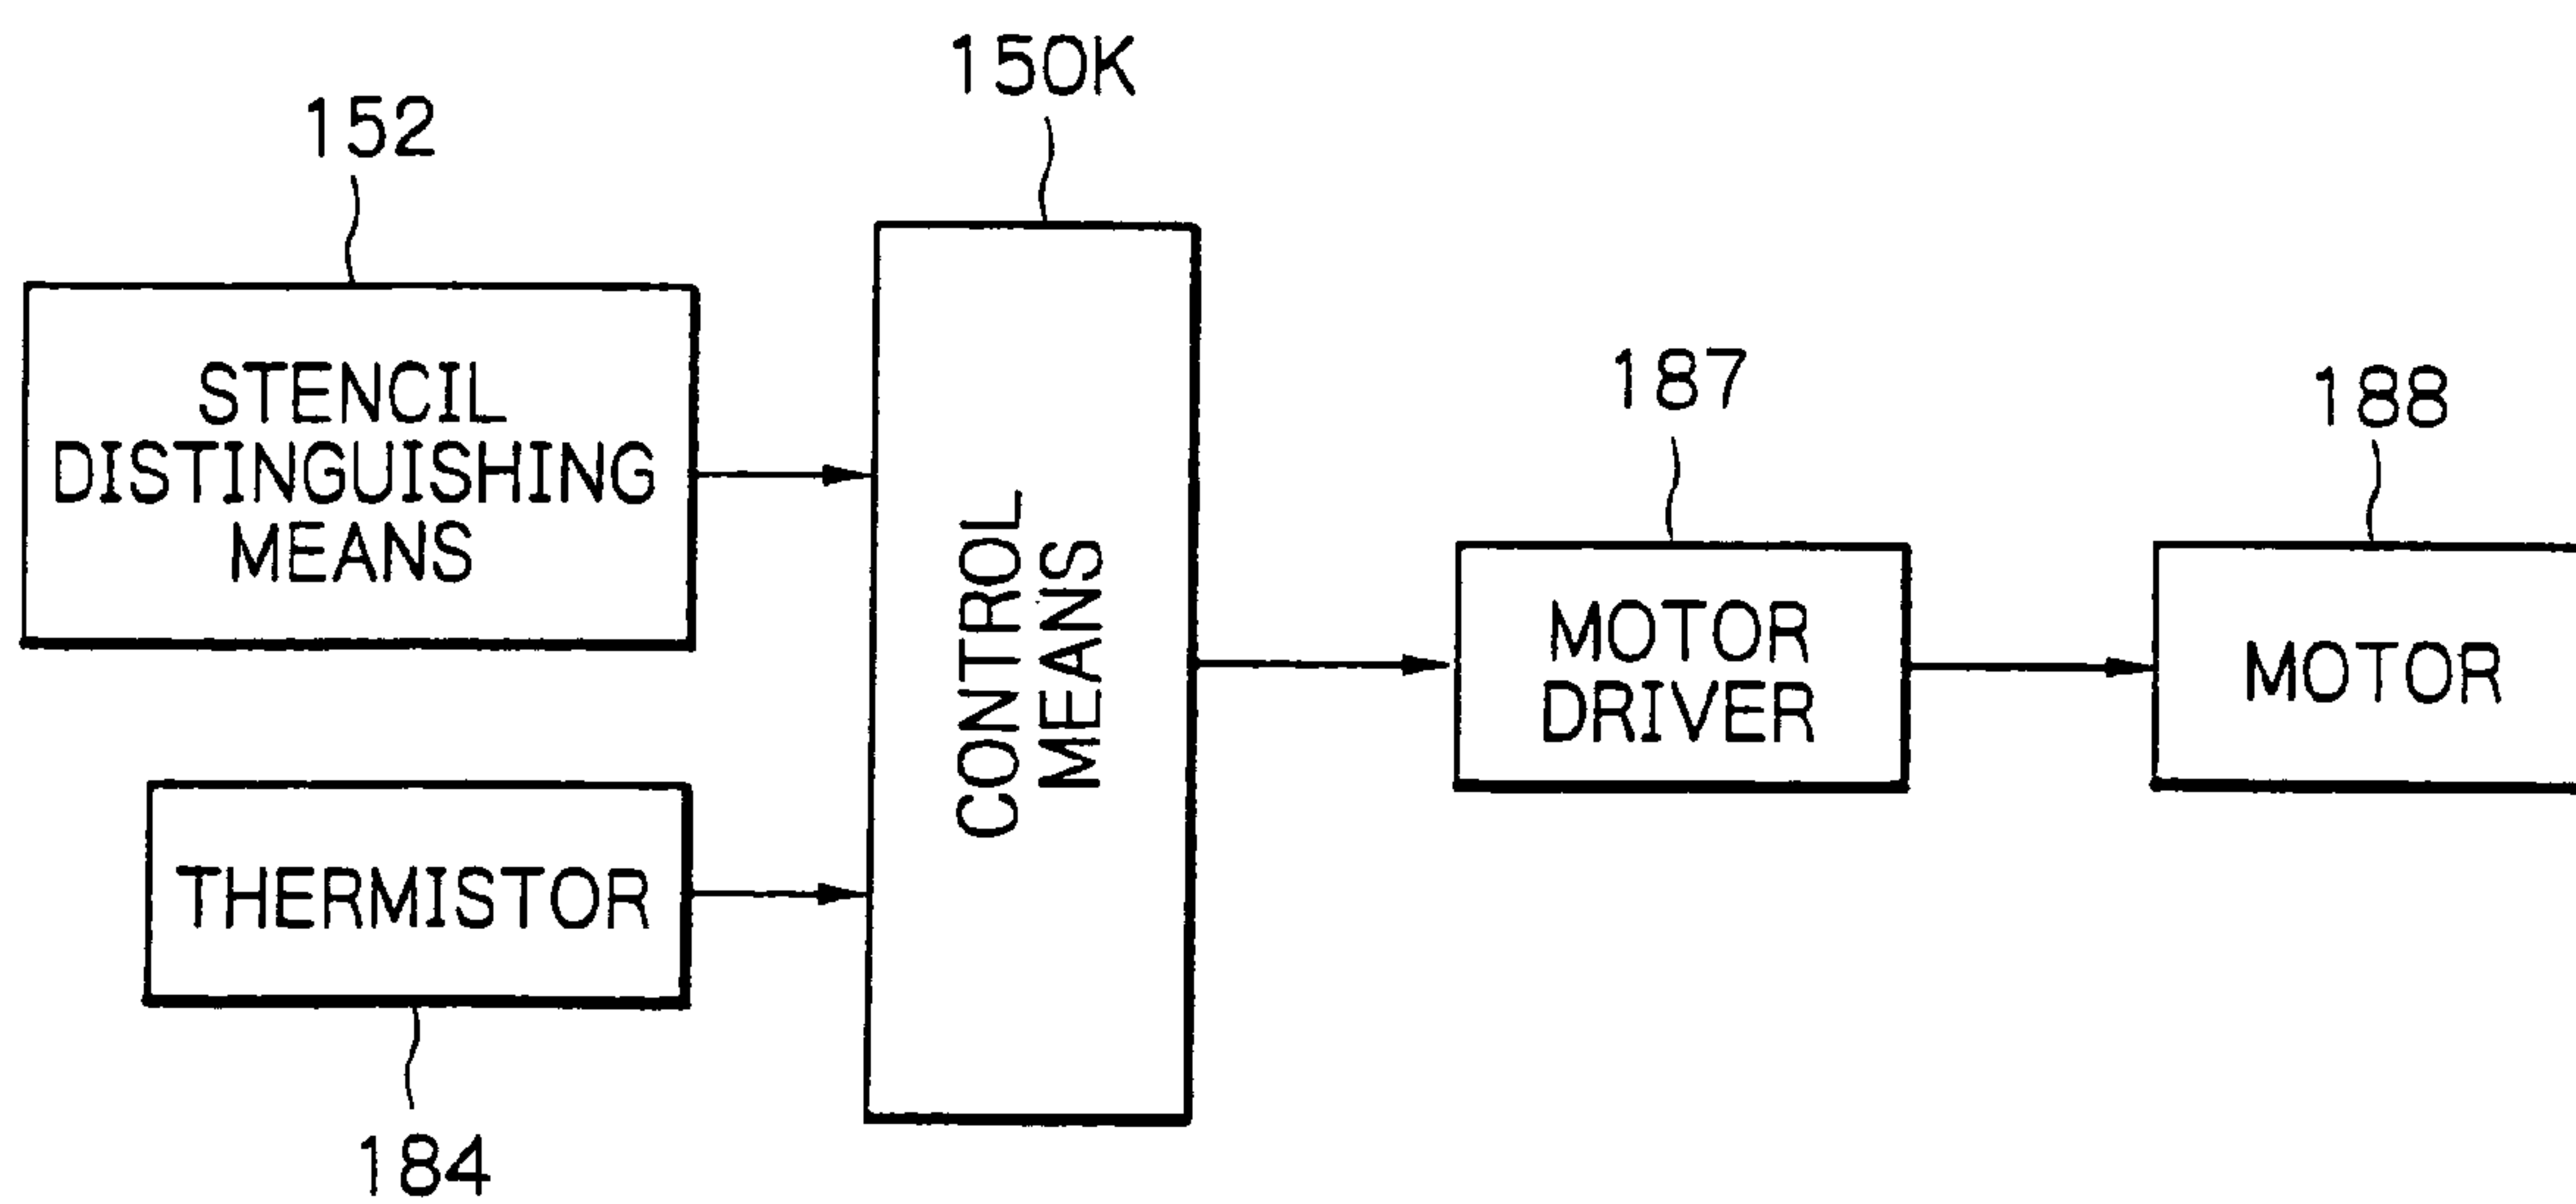 152
STENCIL
DISTINGUISHING
MEANS
THERMISTOR
184
150K
CONTROL
MEANS
187
MOTOR
DRIVER
188
MOTOR